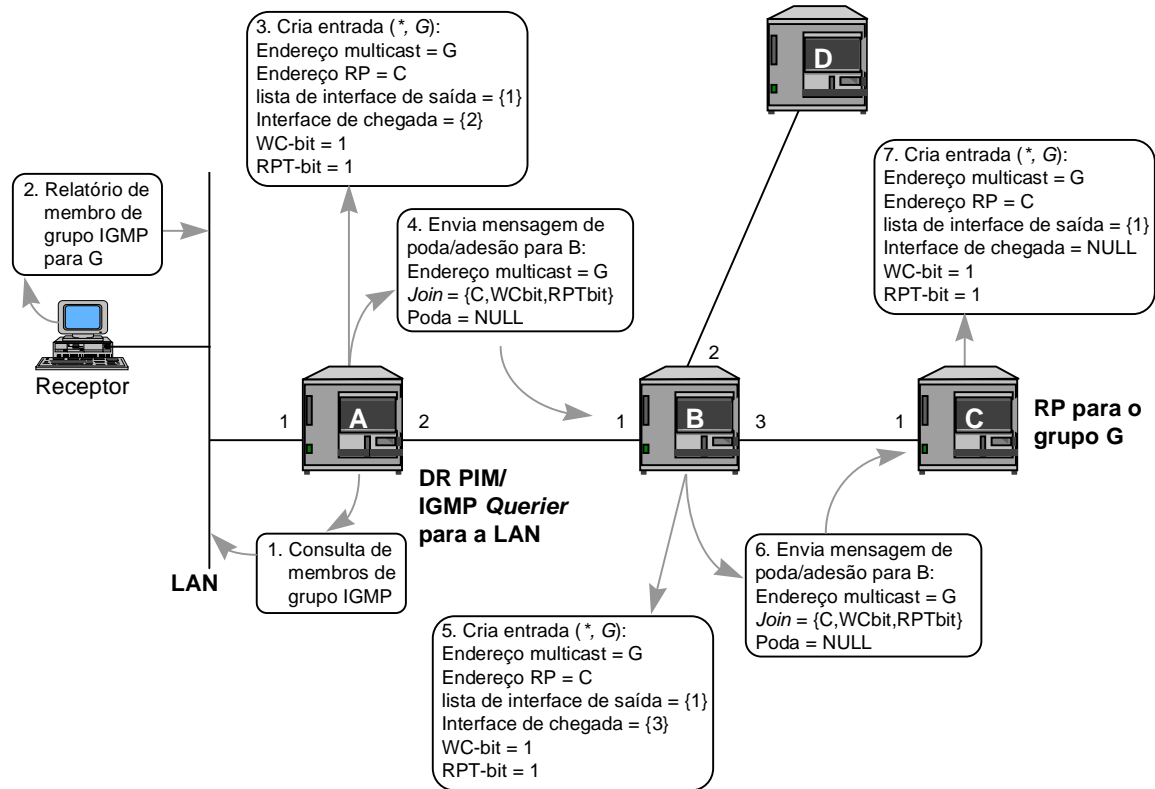 3. Cria entrada (*, G):
Endereço multicast = G
Endereço RP = C
lista de interface de saída = {1}
Interface de chegada = {2}
WC-bit = 1
RPT-bit = 1
D
7. Cria entrada (*, G):
Endereço multicast = G
Endereço RP = C
lista de interface de saída = {1}
Interface de chegada = NULL
WC-bit = 1
RPT-bit = 1
2. Relatório de
membro de
grupo IGMP
para G
4. Envia mensagem de
poda/adesão para B:
Endereço multicast = G
Join = {C,WCbit,RPTbit}
Poda = NULL
Receptor
2
1
A
2
1
B
3
1
C
RP para o
grupo G
DR PIM/
IGMP Querier
para a LAN
LAN
1. Consulta de
membros de
grupo IGMP
6. Envia mensagem de
poda/adesão para B:
Endereço multicast = G
Join = {C,WCbit,RPTbit}
Poda = NULL
5. Cria entrada (*, G):
Endereço multicast = G
Endereço RP = C
lista de interface de saída = {1}
Interface de chegada = {3}
WC-bit = 1
RPT-bit = 1